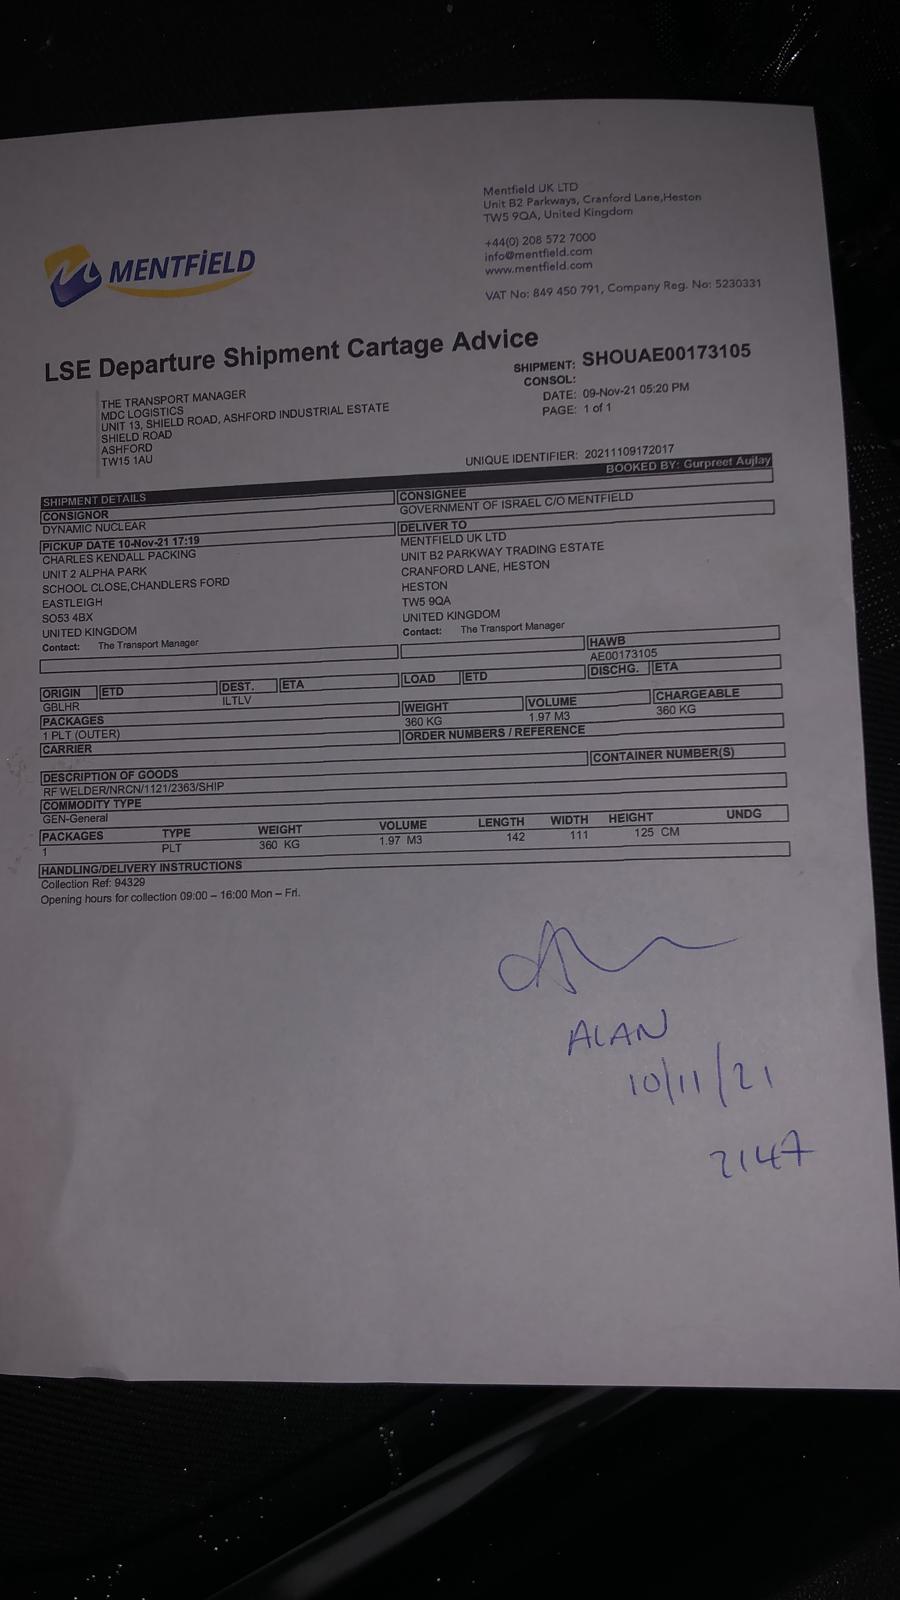 Mentfield UK LTD
Unit B2 Parkways, Cranford Lane,Heston
TW5 9QA, United Kingdom
+44(0) 208 572 7000
info@mentfield.com
www.mentfield.com
VAT No: 849 450 791, Company Reg. No: 5230331
MENTFiELD
LSE Departure Shipment Cartage Advice
SHIPMENT: SHOUAE00173105
CONSOL:
DATE: 09-Nov-21 05:20 PM
PAGE: 1 of 1
THE TRANSPORT MANAGER
MDC LOGISTICS
UNIT 13, SHIELD ROAD, ASHFORD INDUSTRIAL ESTATE
SHIELD ROAD
ASHFORD
TW15 1AU
UNIQUE IDENTIFIER: 20211109172017
BOOKED BY: Gurpreet Aujlay
SHIPMENT DETAILS
CONSIGNOR
DYNAMIC NUCLEAR
PICKUP DATE 10-Nov-21 17:19
CHARLES KENDALL PACKING
UNIT 2 ALPHA PARK
SCHOOL CLOSE,CHANDLERS FORD
EASTLEIGH
SO53 4BX
UNITED KINGDOM
Contact: The Transport Manager
CONSIGNEE
GOVERNMENT OF ISRAEL C/O MENTFIELD
DELIVER TO
MENTFIELD UK LTD
UNIT B2 PARKWAY TRADING ESTATE
CRANFORD LANE, HESTON
HESTON
TW5 9QA
UNITED KINGDOM
Contact: The Transport Manager
HAWB
AE00173105
ORIGIN ETD DEST. ETA LOAD ETD DISCHG. ETA
GBLHR ILTLV
PACKAGES WEIGHT VOLUME CHARGEABLE
1 PLT (OUTER) 360 KG 1.97 M3 360 KG
CARRIER ORDER NUMBERS / REFERENCE
CONTAINER NUMBER(S)
DESCRIPTION OF GOODS
RF WELDER/NRCN/1121/2363/SHIP
COMMODITY TYPE
GEN-General
PACKAGES TYPE WEIGHT VOLUME LENGTH WIDTH HEIGHT UNDG
1 PLT 360 KG 1.97 M3 142 111 125 CM
HANDLING/DELIVERY INSTRUCTIONS
Collection Ref: 94329
Opening hours for collection 09:00 – 16:00 Mon – Fri.
ALAN
10/11/21
2147